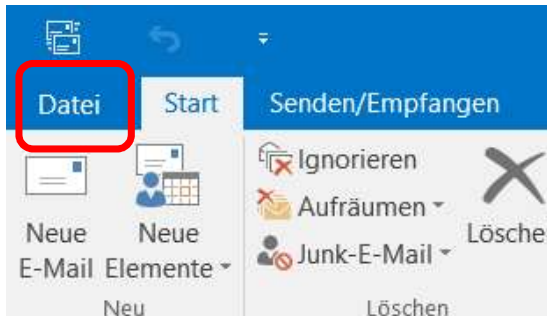 Datei Start Senden/Empfangen
Neue E-Mail
Neue Elemente
Neu
Ignorieren
Aufräumen
Junk-E-Mail
Lösche
Löschen